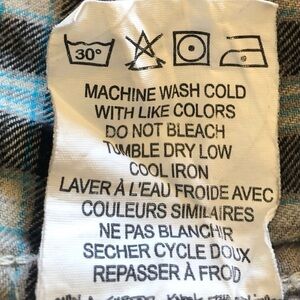 30°
MACHINE WASH COLD
WITH LIKE COLORS
DO NOT BLEACH
TUMBLE DRY LOW
COOL IRON
LAVER À L'EAU FROIDE AVEC
COULEURS SIMILAIRES
NE PAS BLANCHIR
SECHER CYCLE DOUX
REPASSER À FROID